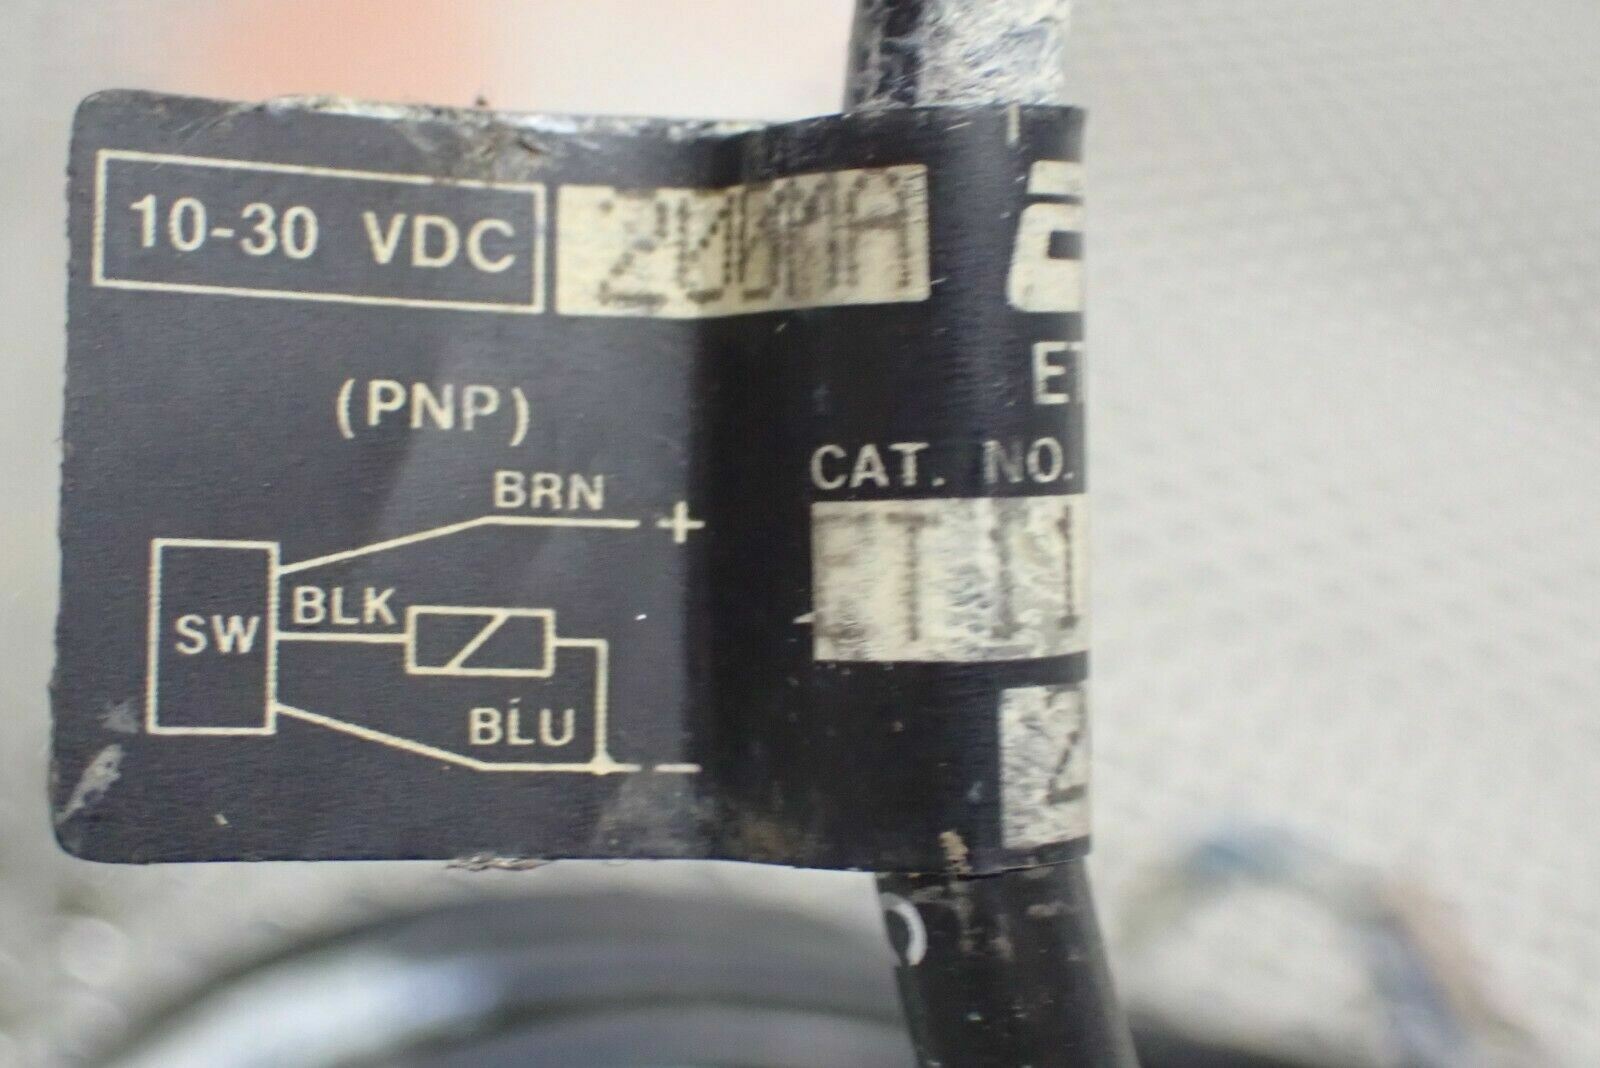 10-30 VDC 200MA
(PNP)
CAT. NO.
BRN +
BLK
SW
BLU
-